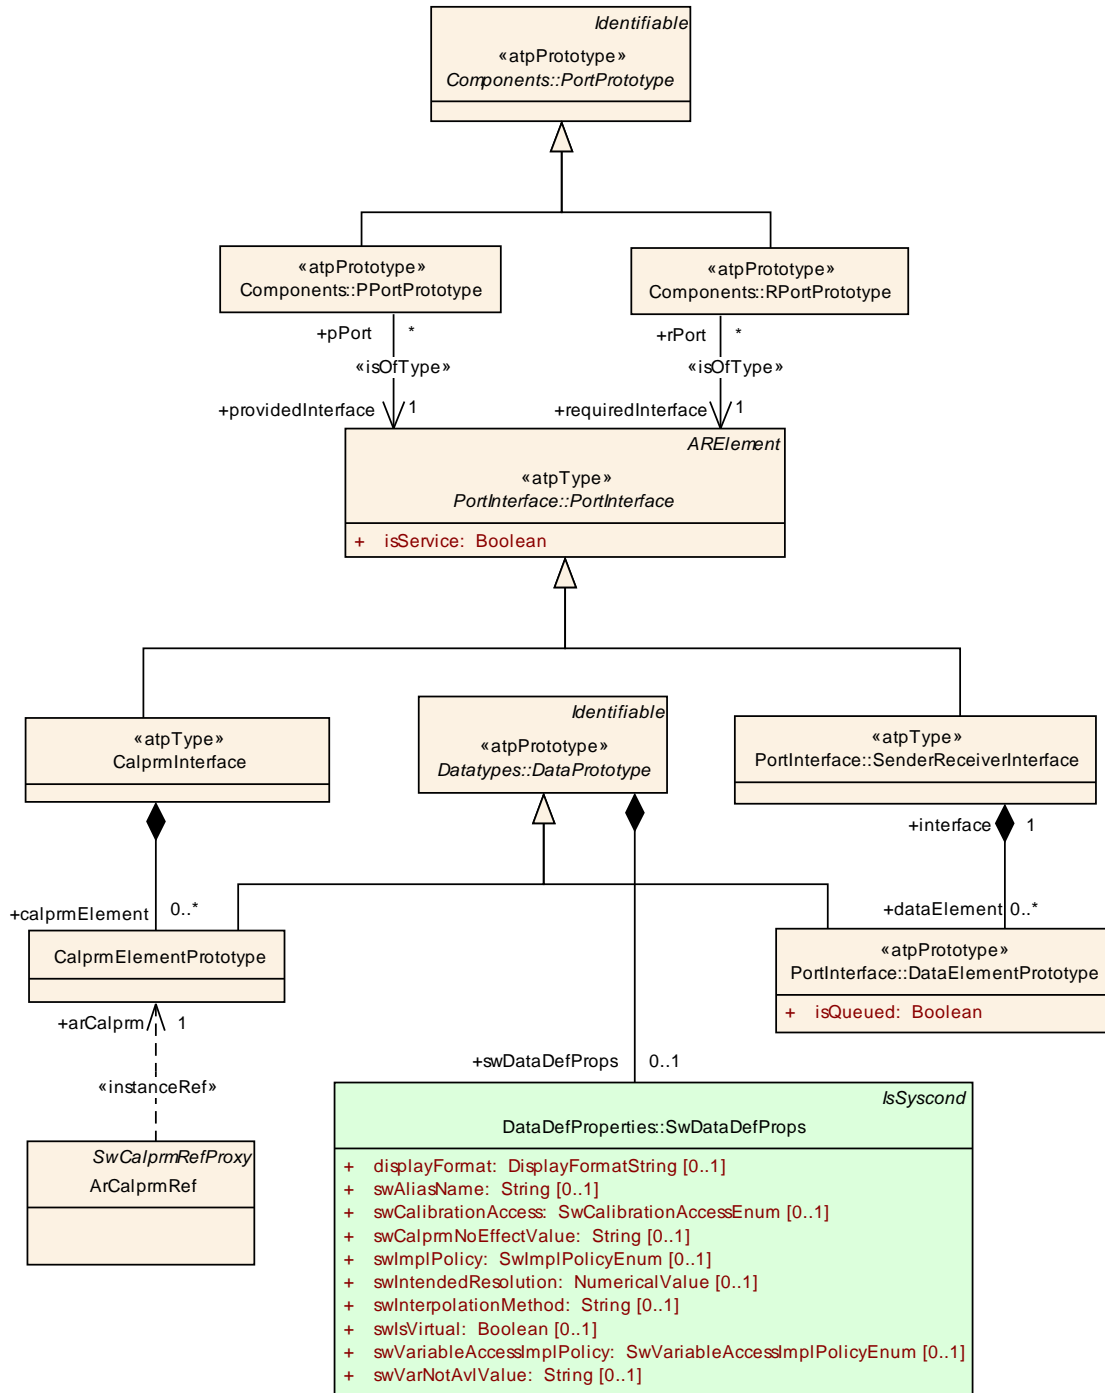 Identifiable
«atpPrototype»
Components::PortPrototype
«atpPrototype»
Components::PPortPrototype
«atpPrototype»
Components::RPortPrototype
+pPort *
+rPort *
«isOfType»
«isOfType»
+providedInterface 1
+requiredInterface 1
ARElement
«atpType»
PortInterface::PortInterface
+ isService: Boolean
«atpType»
CalprmInterface
Identifiable
«atpPrototype»
Datatypes::DataPrototype
«atpType»
PortInterface::SenderReceiverInterface
+interface 1
+calprmElement 0..*
+dataElement 0..*
CalprmElementPrototype
«atpPrototype»
PortInterface::DataElementPrototype
+ isQueued: Boolean
+arCalprm 1
+swDataDefProps 0..1
«instanceRef»
SwCalprmRefProxy
ArCalprmRef
IsSyscond
DataDefProperties::SwDataDefProps
+ displayFormat: DisplayFormatString [0..1]
+ swAliasName: String [0..1]
+ swCalibrationAccess: SwCalibrationAccessEnum [0..1]
+ swCalprmNoEffectValue: String [0..1]
+ swImplPolicy: SwImplPolicyEnum [0..1]
+ swIntendedResolution: NumericalValue [0..1]
+ swInterpolationMethod: String [0..1]
+ swIsVirtual: Boolean [0..1]
+ swVariableAccessImplPolicy: SwVariableAccessImplPolicyEnum [0..1]
+ swVarNotAvlValue: String [0..1]